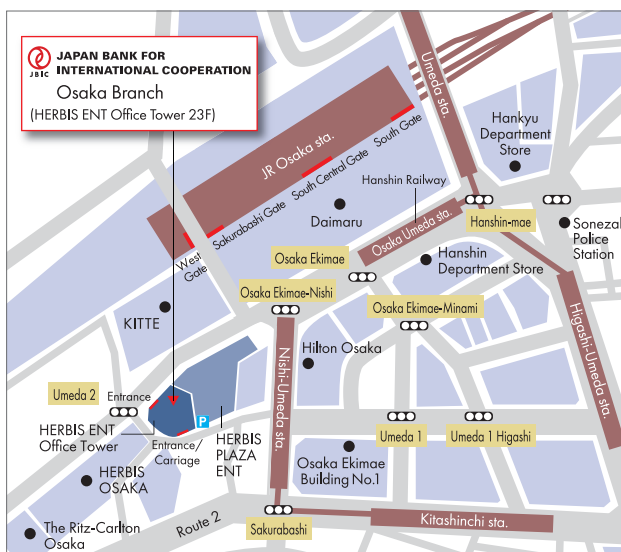 JBIC
JAPAN BANK FOR
INTERNATIONAL COOPERATION
Osaka Branch
(HERBIS ENT Office Tower 23F)
Umeda
sta.
Hankyu
Department
Store
JR Osaka sta.
South Gate
South Central Gate
Sakurabashi Gate
West
Gate
Hanshin Railway
Daimaru
Osaka Umeda sta.
Hanshin-mae
Sonezaki
Police
Station
Osaka Ekimae
Hanshin
Department Store
Osaka Ekimae-Nishi
Osaka Ekimae-Minami
KITTE
Higashi-Umeda sta.
Nishi-Umeda sta.
Hilton Osaka
Umeda 2
Entrance
P
HERBIS ENT
Office Tower
Entrance/
Carriage
HERBIS
PLAZA
ENT
Umeda 1
Umeda 1 Higashi
HERBIS
OSAKA
Osaka Ekimae
Building No.1
The Ritz-Carlton
Osaka
Route 2
Sakurabashi
Kitashinchi sta.